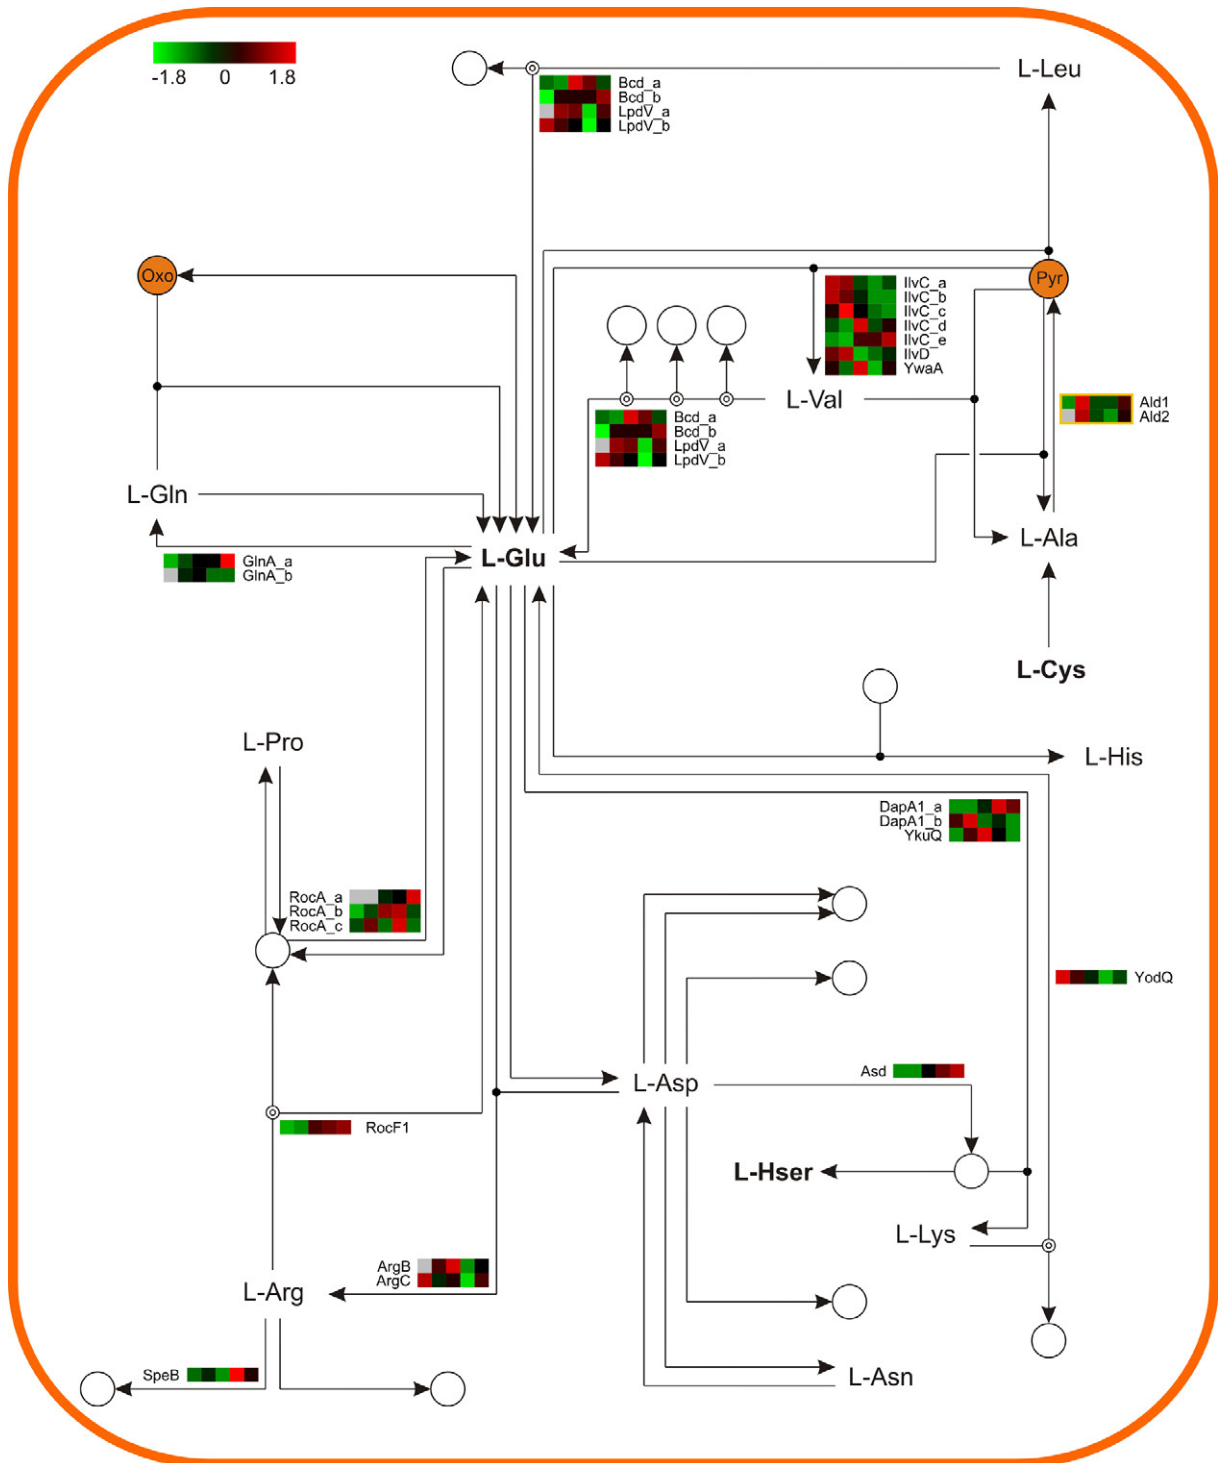 -1.8 0 1.8
L-Leu
Bcd_a
Bcd_b
LpdV_a
LpdV_b
Oxo
Pyr
IlvC_a
IlvC_b
IlvC_c
IlvC_d
IlvC_e
IlvD
YwaA
L-Val
Ald1
Ald2
Bcd_a
Bcd_b
LpdV_a
LpdV_b
L-Gln
L-Ala
L-Glu
GlnA_a
GlnA_b
L-Cys
L-Pro
L-His
DapA1_a
DapA1_b
YkuQ
RocA_a
RocA_b
RocA_c
YodQ
Asd
L-Asp
RocF1
L-Hser
L-Lys
ArgB
ArgC
L-Arg
SpeB
L-Asn